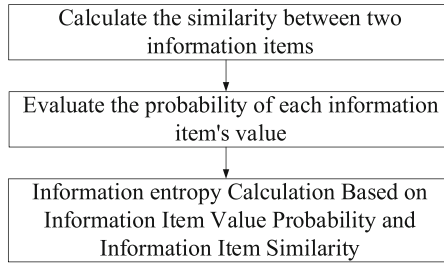 Calculate the similarity between two
information items
Evaluate the probability of each information
item's value
Information entropy Calculation Based on
Information Item Value Probability and
Information Item Similarity